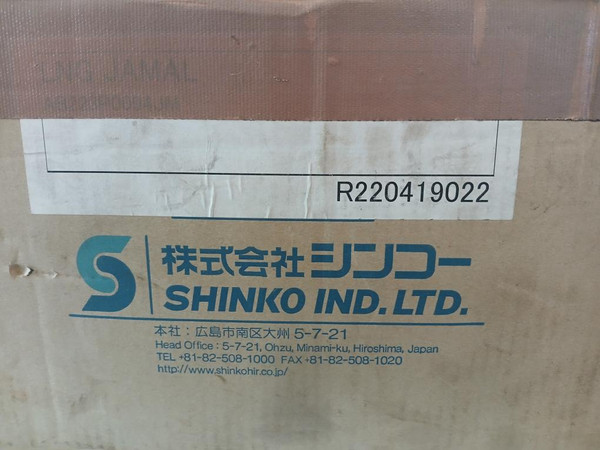 LNG JAMAL
R220419022
株式会社 シンコー
SHINKO IND. LTD.
本社：広島市南区大州 5-7-21
Head Office : 5-7-21, Ohzu, Minami-ku, Hiroshima, Japan
TEL +81-82-508-1000 FAX +81-82-508-1020
http://www.shinkohir.co.jp/